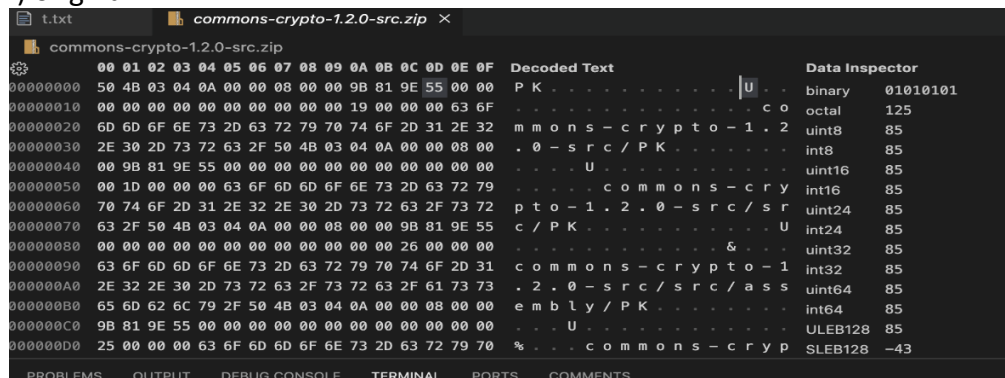 t.txt commons-crypto-1.2.0-src.zip ×
commons-crypto-1.2.0-src.zip
00 01 02 03 04 05 06 07 08 09 0A 0B 0C 0D 0E 0F Decoded Text Data Inspector
00000000 50 4B 03 04 0A 00 00 08 00 00 9B 81 9E 55 00 00 P K . . . . . . . . . . . U . . binary 01010101
00000010 00 00 00 00 00 00 00 00 00 00 19 00 00 00 63 6F . . . . . . . . . . . . . . c o octal 125
00000020 6D 6D 6F 6E 73 2D 63 72 79 70 74 6F 2D 31 2E 32 m m o n s - c r y p t o - 1 . 2 uint8 85
00000030 2E 30 2D 73 72 63 2F 50 4B 03 04 0A 00 00 08 00 . 0 - s r c / P K . . . . . . . int8 85
00000040 00 9B 81 9E 55 00 00 00 00 00 00 00 00 00 00 00 . . . . U . . . . . . . . . . . uint16 85
00000050 00 1D 00 00 00 63 6F 6D 6D 6F 6E 73 2D 63 72 79 . . . . . c o m m o n s - c r y int16 85
00000060 70 74 6F 2D 31 2E 32 2E 30 2D 73 72 63 2F 73 72 p t o - 1 . 2 . 0 - s r c / s r uint24 85
00000070 63 2F 50 4B 03 04 0A 00 00 08 00 00 9B 81 9E 55 c / P K . . . . . . . . . . . U int24 85
00000080 00 00 00 00 00 00 00 00 00 00 00 00 26 00 00 00 . . . . . . . . . . . . & . . . uint32 85
00000090 63 6F 6D 6D 6F 6E 73 2D 63 72 79 70 74 6F 2D 31 c o m m o n s - c r y p t o - 1 int32 85
000000A0 2E 32 2E 30 2D 73 72 63 2F 73 72 63 2F 61 73 73 . 2 . 0 - s r c / s r c / a s s uint64 85
000000B0 65 6D 62 6C 79 2F 50 4B 03 04 0A 00 00 08 00 00 e m b l y / P K . . . . . . . . int64 85
000000C0 9B 81 9E 55 00 00 00 00 00 00 00 00 00 00 00 00 . . . U . . . . . . . . . . . . ULEB128 85
000000D0 25 00 00 00 63 6F 6D 6D 6F 6E 73 2D 63 72 79 70 % . . . c o m m o n s - c r y p SLEB128 −43
PROBLEMS OUTPUT DEBUG CONSOLE TERMINAL PORTS COMMENTS